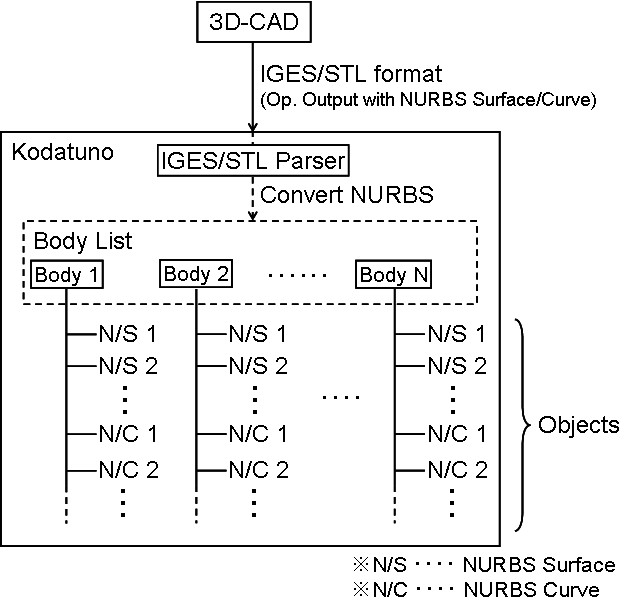 3D-CAD
IGES/STL format
(Op. Output with NURBS Surface/Curve)
Kodatuno
IGES/STL Parser
Convert NURBS
Body List
Body 1 Body 2 ······ Body N
N/S 1 N/S 1 N/S 1
N/S 2 N/S 2 N/S 2
N/C 1 N/C 1 N/C 1
N/C 2 N/C 2 N/C 2
Objects
※N/S ···· NURBS Surface
※N/C ···· NURBS Curve